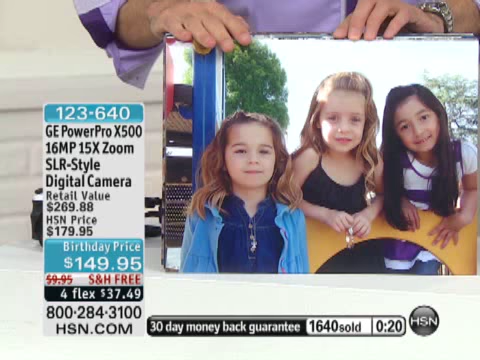 123-640
GE PowerPro X500
16MP 15X Zoom
SLR-Style
Digital Camera
Retail Value
$269.88
HSN Price
$179.95
Birthday Price
$149.95
$9.95 S&H FREE
4 flex $37.49
800-284-3100
HSN.COM
30 day money back guarantee 1640 sold 0:20 HSN